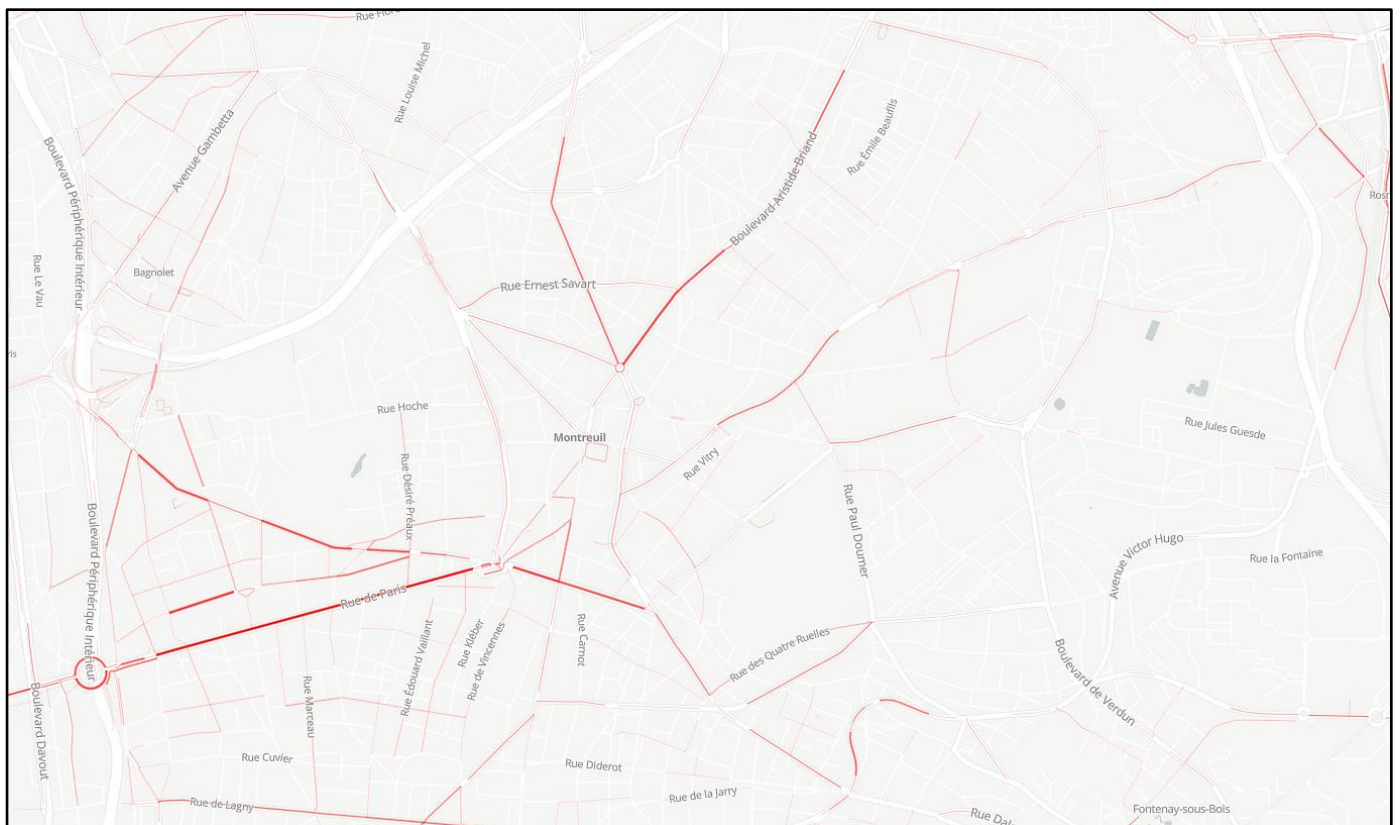 Rue Louise Michel
Avenue Gambetta
Boulevard Périphérique Intérieur
Rue Le Vau
Bagnolet
Boulevard Aristide Briand
Rue Émile Beaufils
Rue Ernest Savart
Rue Hoche
Montreuil
Rue Désiré Préaux
Rue Vitry
Rue Jules Guesde
Rue Paul Doumer
Boulevard Périphérique Intérieur
Avenue Victor Hugo
Rue la Fontaine
Rue de Paris
Rue Carnot
Rue Kléber
Rue de Vincennes
Rue Édouard Vaillant
Rue des Quatre Ruelles
Boulevard de Verdun
Rue Marceau
Boulevard Davout
Rue Cuvier
Rue Diderot
Rue de la Jarry
Rue de Lagny
Fontenay-sous-Bois